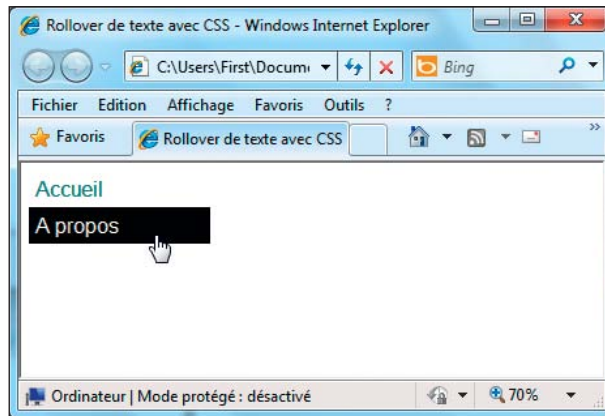 Rollover de texte avec CSS - Windows Internet Explorer
C:\Users\First\Docum
Bing
Fichier Edition Affichage Favoris Outils ?
Favoris Rollover de texte avec CSS »
Accueil
A propos
Ordinateur | Mode protégé : désactivé 70%